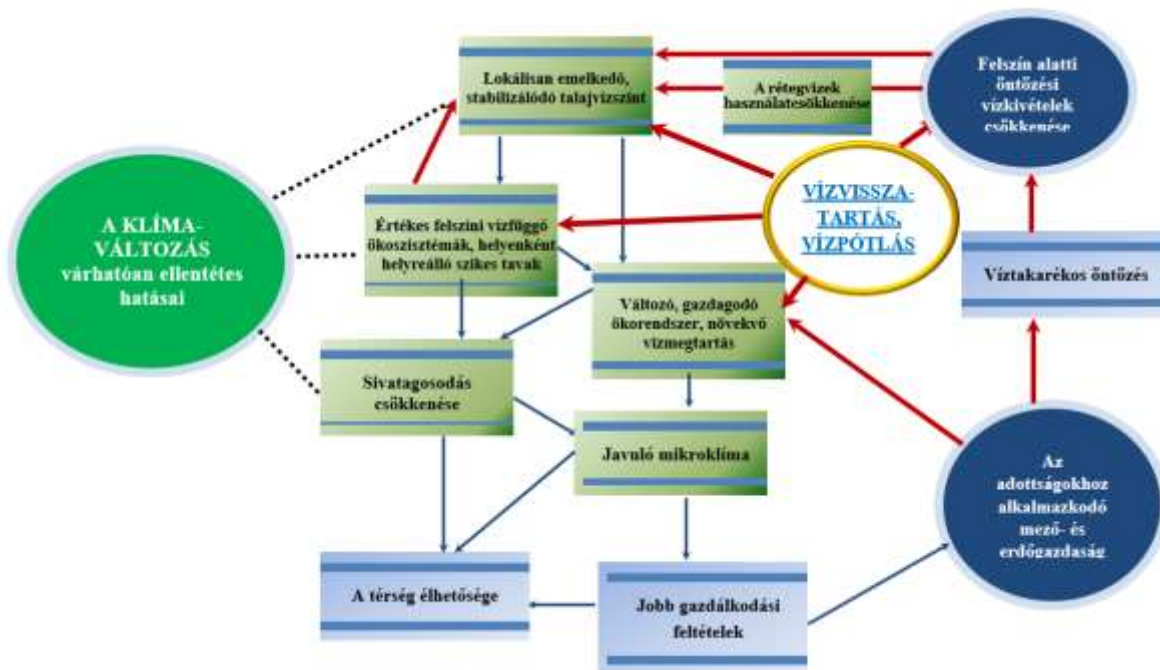 Lokálisan emelkedő,
stabilizálódó talajvízszint
A rétegvizek
használatcsökkenése
Felszín alatti
öntözési
vízkivételek
csökkenése
A KLÍMA-
VÁLTOZÁS
várhatóan ellentétes
hatásai
Értékes felszíni vízfüggő
ökoszisztémák, helyenként
helyreálló szikes tavak
VÍZVISSZA-
TARTÁS,
VÍZPÓTLÁS
Víztakarékos öntözés
Változó, gazdagodó
ökorendszer, növekvő
vízmegtartás
Sivatagosodás
csökkenése
Javuló mikroklíma
Az
adottságokhoz
alkalmazkodó
mező- és
erdőgazdaság
A térség élhetősége
Jobb gazdálkodási
feltételek